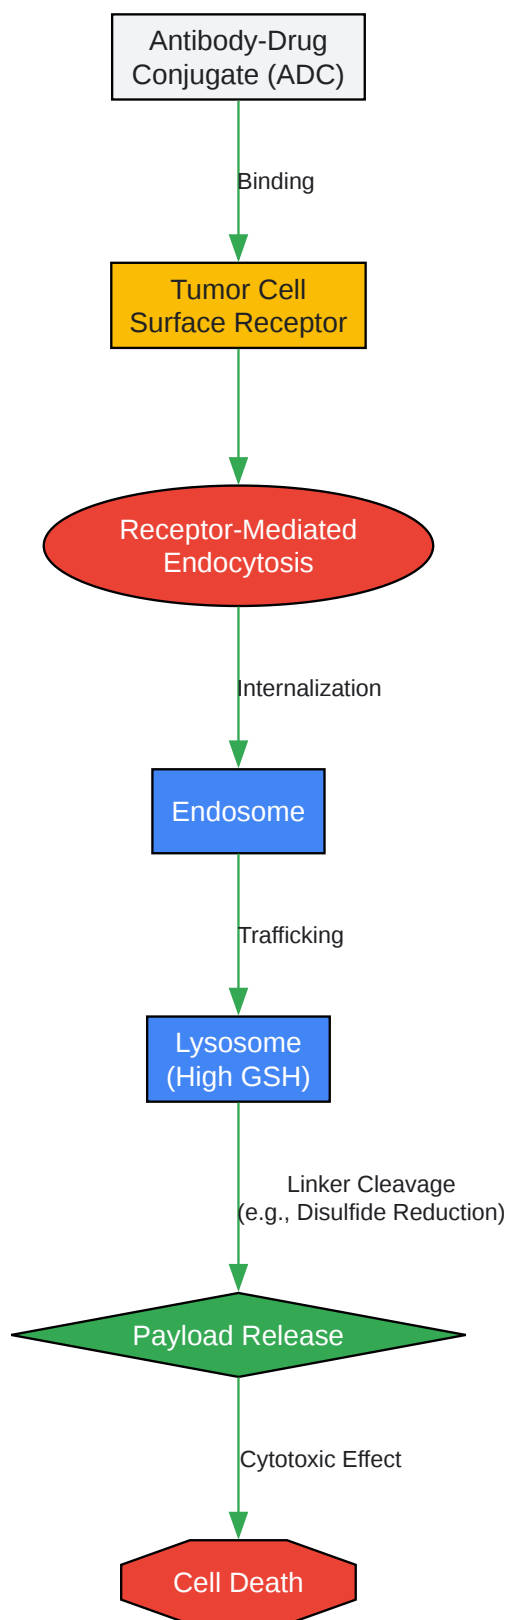 Antibody-Drug
Conjugate (ADC)
Binding
Tumor Cell
Surface Receptor
Receptor-Mediated
Endocytosis
Internalization
Endosome
Trafficking
Lysosome
(High GSH)
Linker Cleavage
(e.g., Disulfide Reduction)
Payload Release
Cytotoxic Effect
Cell Death